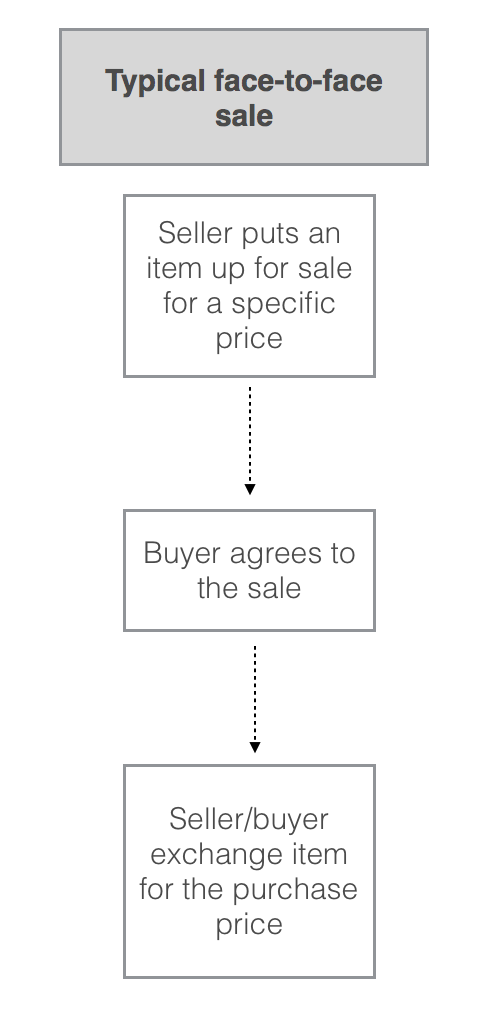 Typical face-to-face
sale
Seller puts an
item up for sale
for a specific
price
Buyer agrees to
the sale
Seller/buyer
exchange item
for the purchase
price